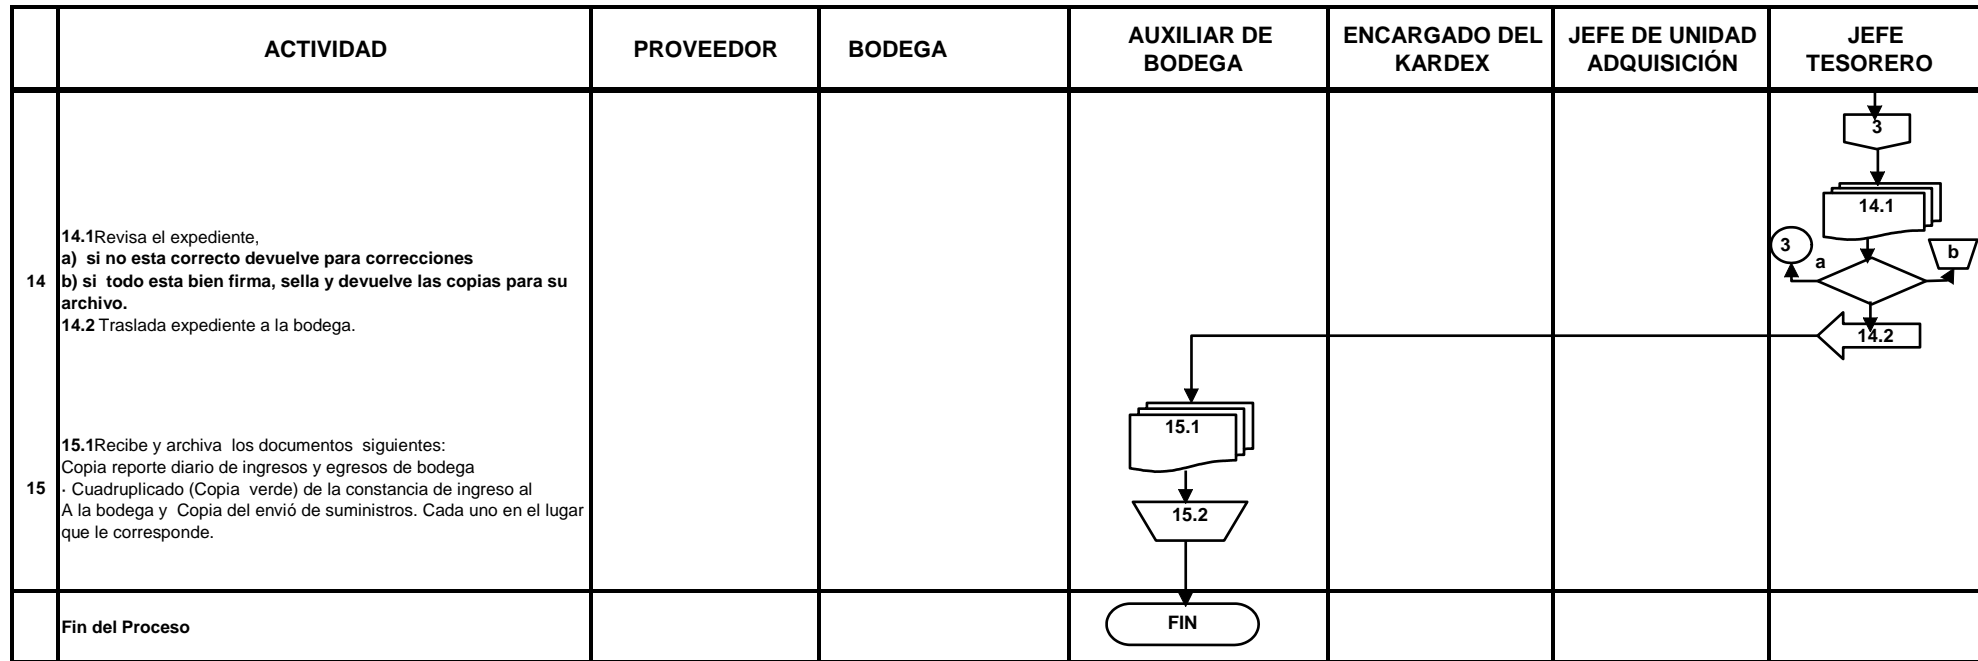 ACTIVIDAD
PROVEEDOR
BODEGA
AUXILIAR DE
BODEGA
ENCARGADO DEL
KARDEX
JEFE DE UNIDAD
ADQUISICIÓN
JEFE
TESORERO
3
14.1
3
a
b
14.2
14
14.1Revisa el expediente,
a) si no esta correcto devuelve para correcciones
b) si todo esta bien firma, sella y devuelve las copias para su
archivo.
14.2 Traslada expediente a la bodega.
15
15.1Recibe y archiva los documentos siguientes:
Copia reporte diario de ingresos y egresos de bodega
· Cuadruplicado (Copia verde) de la constancia de ingreso al
A la bodega y Copia del envió de suministros. Cada uno en el lugar
que le corresponde.
15.1
15.2
Fin del Proceso
FIN